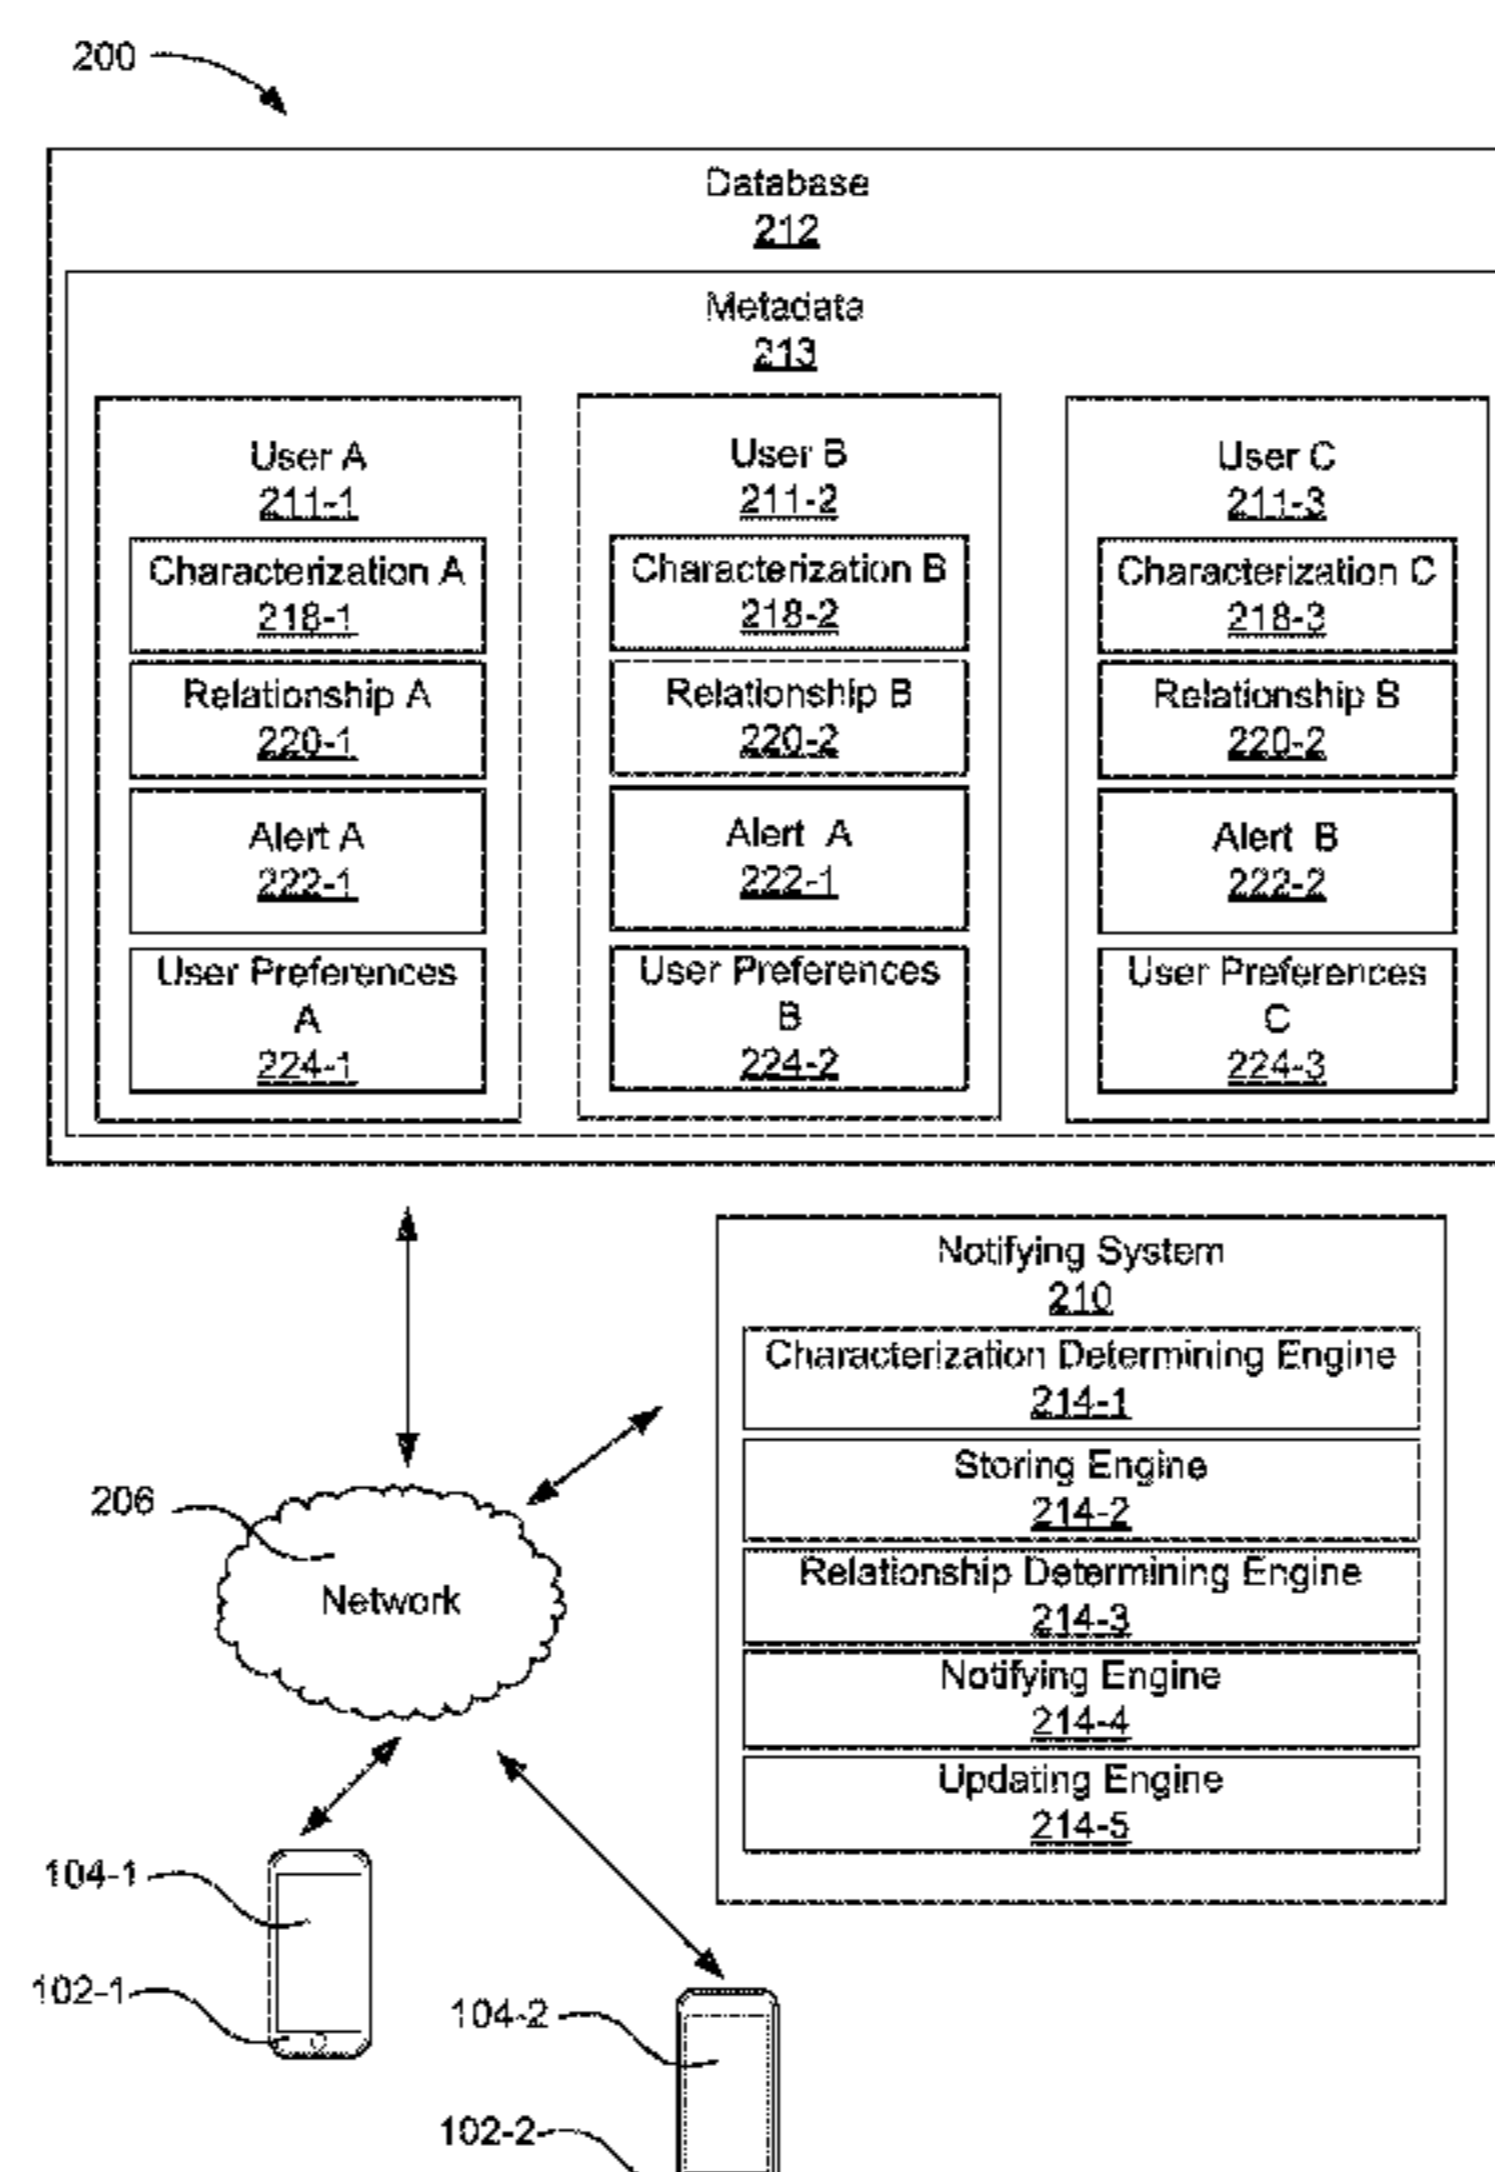 200
Database
212
Metadata
213
User A
211-1
Characterization A
218-1
Relationship A
220-1
Alert A
222-1
User Preferences
A
224-1
User B
211-2
Characterization B
218-2
Relationship B
220-2
Alert A
222-1
User Preferences
B
224-2
User C
211-3
Characterization C
218-3
Relationship B
220-2
Alert B
222-2
User Preferences
C
224-3
Notifying System
210
Characterization Determining Engine
214-1
Storing Engine
214-2
Relationship Determining Engine
214-3
Notifying Engine
214-4
Updating Engine
214-5
206
Network
104-1
102-1
104-2
102-2